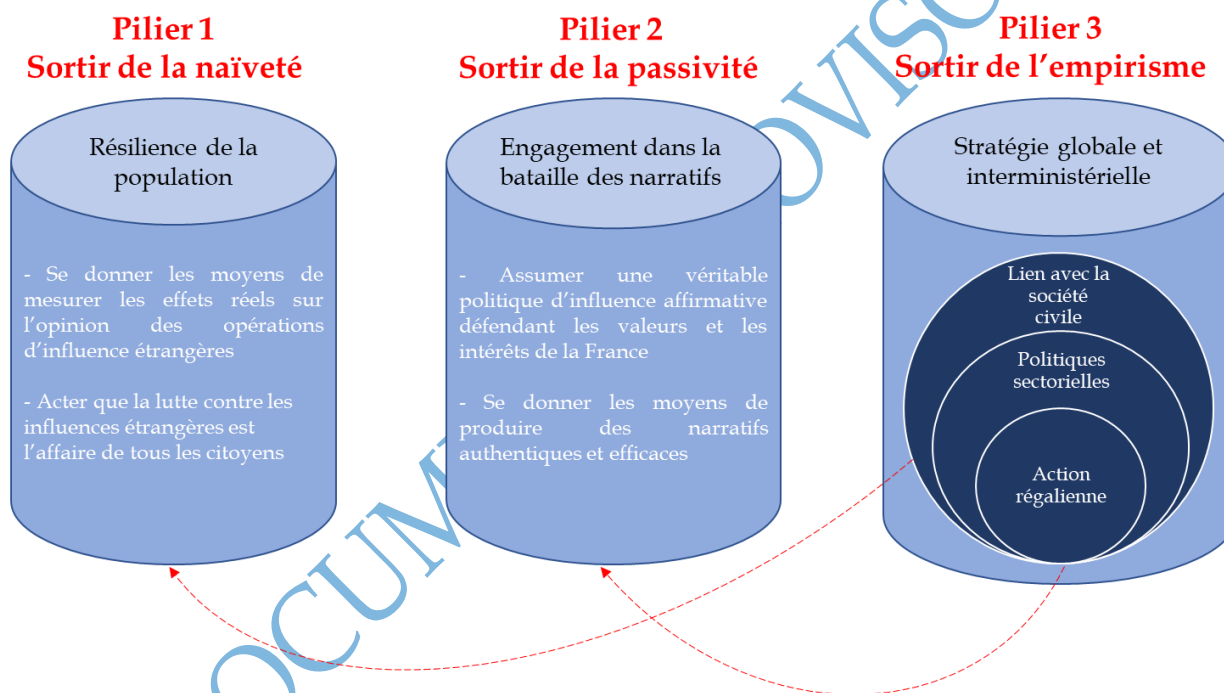 Pilier 1
Sortir de la naïveté
Résilience de la
population
- Se donner les moyens de
mesurer les effets réels sur
l'opinion des opérations
d'influence étrangères
- Acter que la lutte contre les
influences étrangères est
l'affaire de tous les citoyens
Pilier 2
Sortir de la passivité
Engagement dans la
bataille des narratifs
- Assumer une véritable
politique d'influence affirmative
défendant les valeurs et les
intérêts de la France
- Se donner les moyens de
produire des narratifs
authentiques et efficaces
Pilier 3
Sortir de l'empirisme
Stratégie globale et
interministérielle
Lien avec la
société
civile
Politiques
sectorielles
Action
régalienne